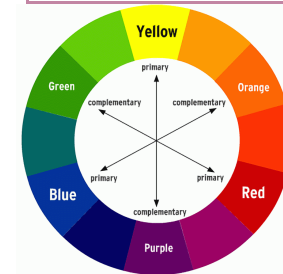 Yellow
primary
Green
Orange
complementary
complementary
primary
primary
Blue
Red
complementary
Purple